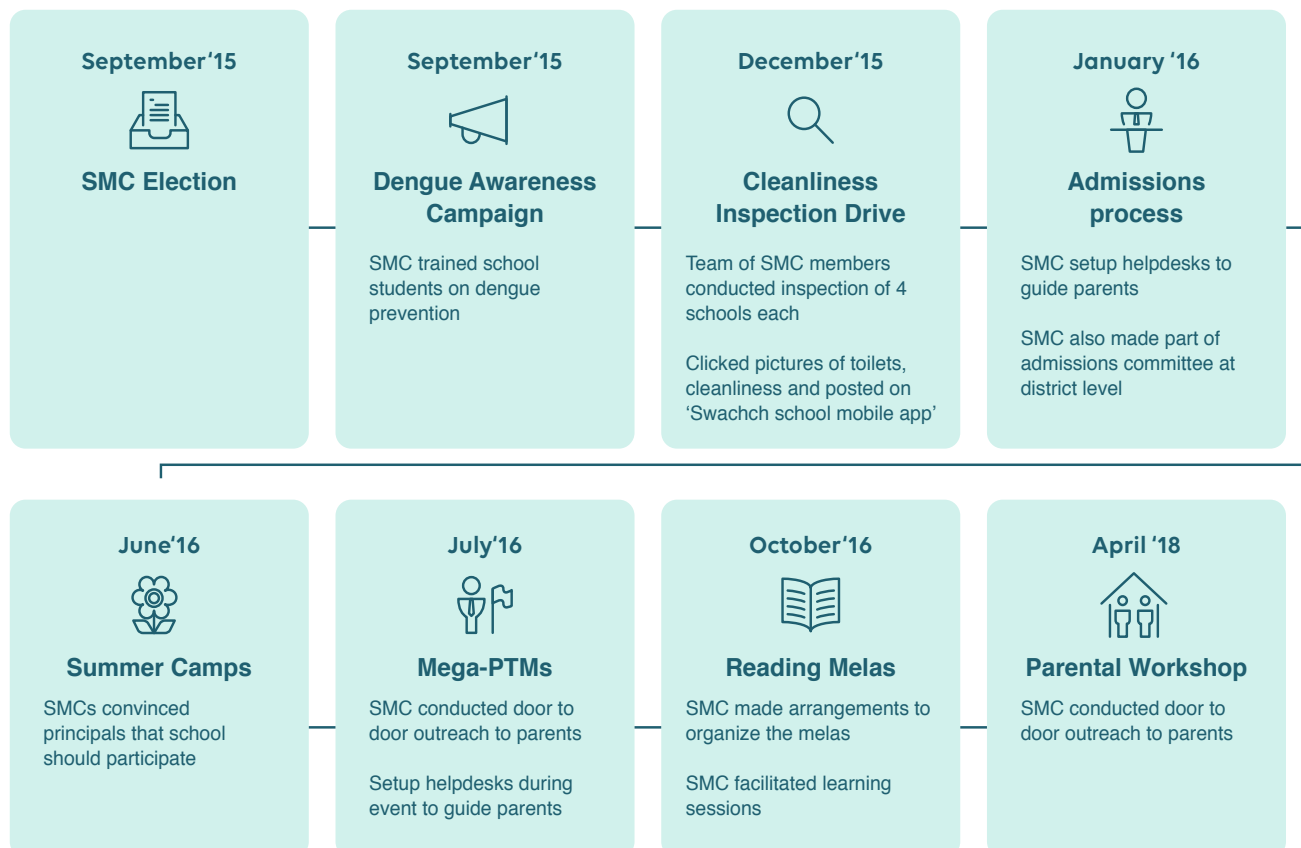 September‘15
SMC Election
September‘15
Dengue Awareness
Campaign
SMC trained school
students on dengue
prevention
December‘15
Cleanliness
Inspection Drive
Team of SMC members
conducted inspection of 4
schools each
Clicked pictures of toilets,
cleanliness and posted on
‘Swachch school mobile app’
January ‘16
Admissions
process
SMC setup helpdesks to
guide parents
SMC also made part of
admissions committee at
district level
June‘16
Summer Camps
SMCs convinced
principals that school
should participate
July‘16
Mega-PTMs
SMC conducted door to
door outreach to parents
Setup helpdesks during
event to guide parents
October‘16
Reading Melas
SMC made arrangements to
organize the melas
SMC facilitated learning
sessions
April ‘18
Parental Workshop
SMC conducted door to
door outreach to parents